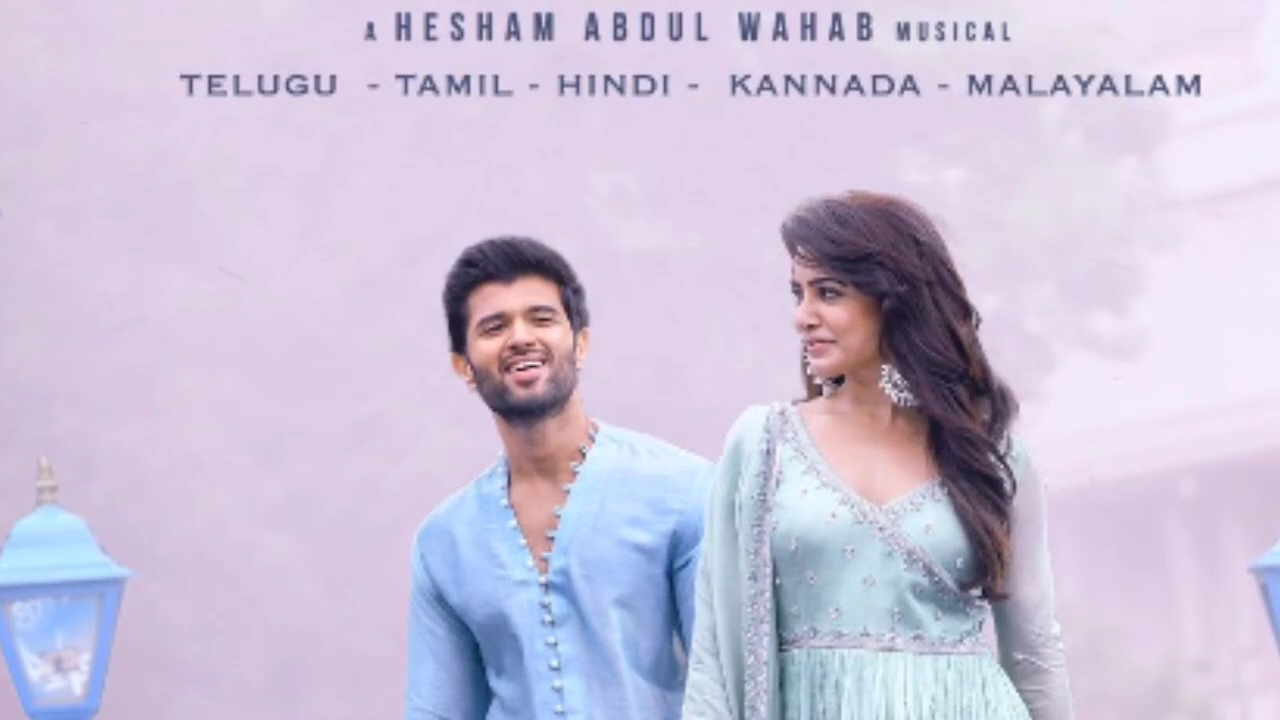 A HESHAM ABDUL WAHAB MUSICAL
TELUGU - TAMIL - HINDI - KANNADA - MALAYALAM